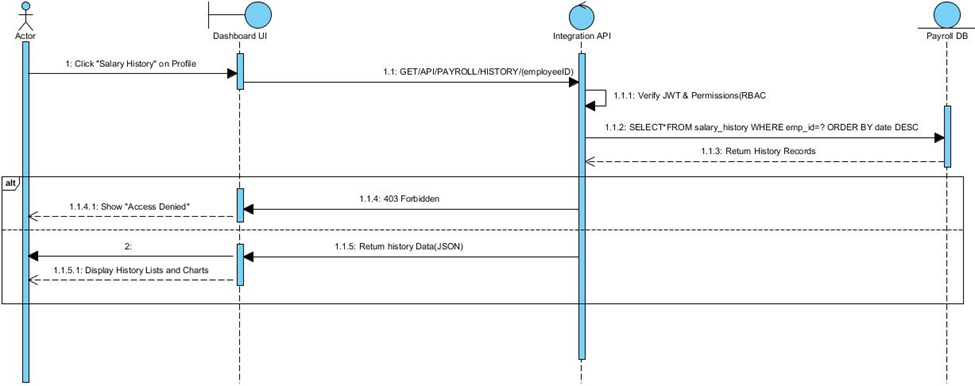 Actor
Dashboard UI
Integration API
Payroll DB
1: Click "Salary History" on Profile
1.1: GET/API/PAYROLL/HISTORY/(employeeID)
1.1.1: Verify JWT & Permissions(RBAC
1.1.2: SELECT*FROM salary_history WHERE emp_id=? ORDER BY date DESC
1.1.3: Return History Records
alt
1.1.4: 403 Forbidden
1.1.4.1: Show "Access Denied"
2:
1.1.5: Return history Data(JSON)
1.1.5.1: Display History Lists and Charts